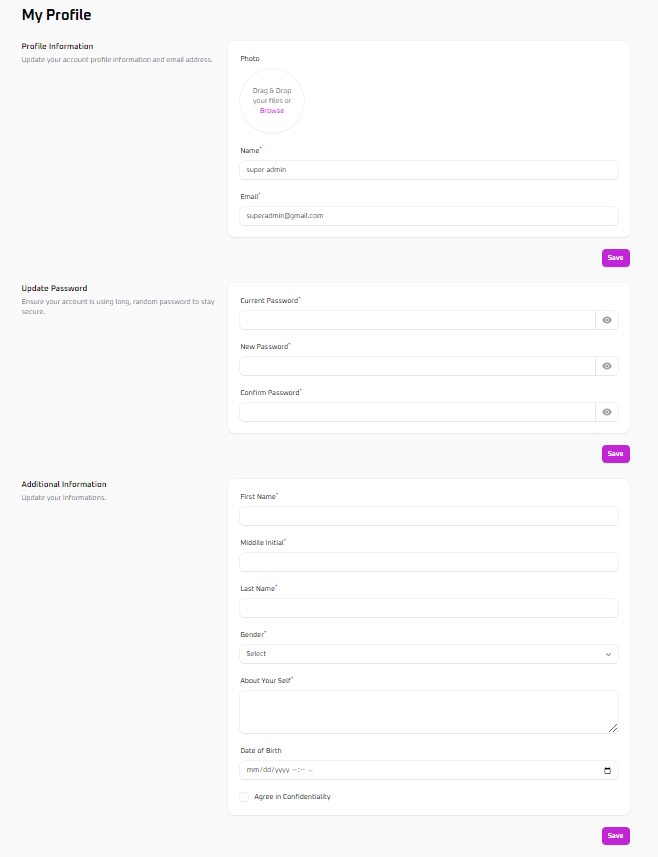 My Profile
Profile Information
Update your account profile information and email address.
Photo
Drag & Drop
your files or
Browse
Name*
super admin
Email*
superadmin@gmail.com
Save
Update Password
Ensure your account is using long, random password to stay
secure.
Current Password*
New Password*
Confirm Password*
Save
Additional Information
Update your informations.
First Name*
Middile Initial*
Last Name*
Gender*
Select
About Your Self*
Date of Birth
mm/dd/yyyy --:-- --
Agree in Confidentiality
Save